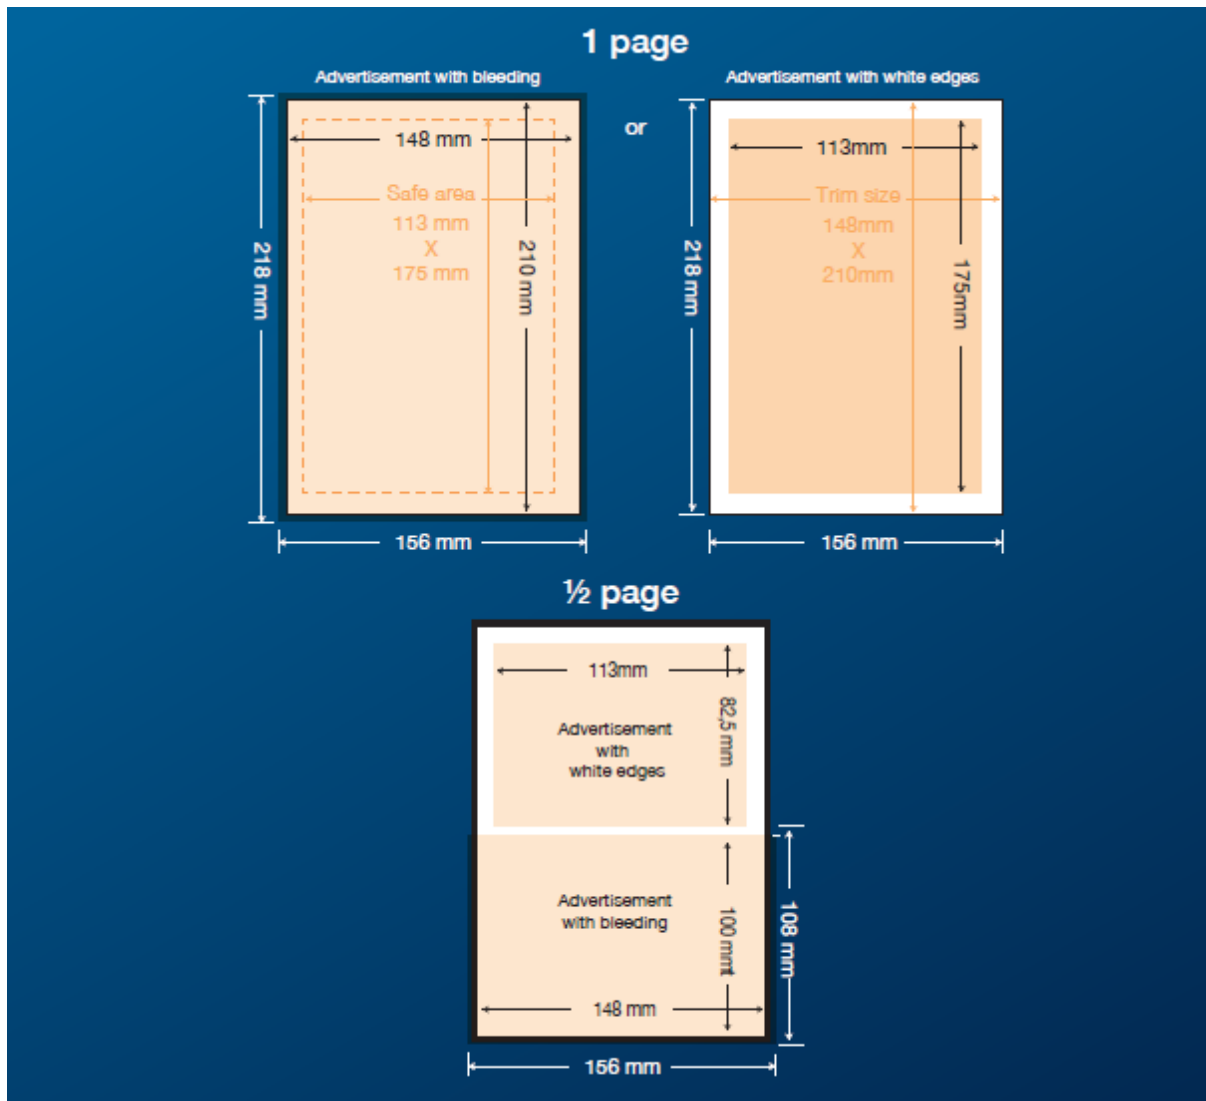 1 page
Advertisement with bleeding
148 mm
Safe area
113 mm
X
175 mm
210 mm
218 mm
156 mm
or
Advertisement with white edges
113mm
Trim size
148mm
X
210mm
175mm
218 mm
156 mm
½ page
113mm
82,5 mm
Advertisement
with
white edges
Advertisement
with bleeding
100 mmt
108 mm
148 mm
156 mm